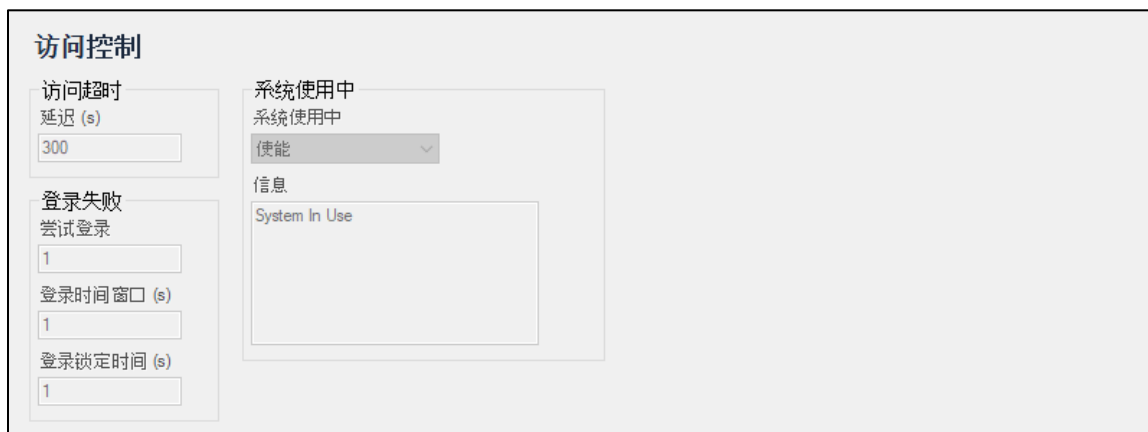 访问控制
访问超时
延迟 (s)
300
登录失败
尝试登录
1
登录时间窗口 (s)
1
登录锁定时间 (s)
1
系统使用中
系统使用中
使能
信息
System In Use